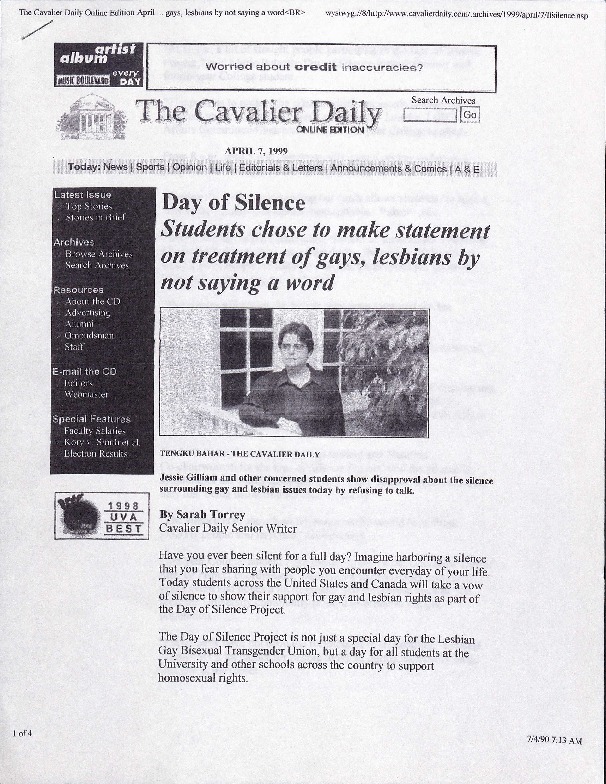 The Cavalier Daily Online Edition April ... gays, lesbians by not saying a word<BR>
wysiwyg://8/http://www.cavalierdaily.com/.archives/1999/april/7/lfsilence.asp
artist
album
MUSIC BOULEVARD every DAY
Worried about credit inaccuracies?
The Cavalier Daily
ONLINE EDITION
Search Archives
Go
APRIL 7, 1999
Today: News | Sports | Opinion | Life | Editorials & Letters | Announcements & Comics | A & E
Latest Issue
Top Stories
Stories in Brief
Archives
Browse Archives
Search Archives
Resources
About the CD
Advertising
Alumni
Ombudsman
Staff
E-mail the CD
Editors
Webmaster
Special Features
Faculty Salaries
Election Results
1998
UVA
BEST
Day of Silence
Students chose to make statement
on treatment of gays, lesbians by
not saying a word
TENGKU BAHAR - THE CAVALIER DAILY
Jessie Gilliam and other concerned students show disapproval about the silence
surrounding gay and lesbian issues today by refusing to talk.
By Sarah Torrey
Cavalier Daily Senior Writer
Have you ever been silent for a full day? Imagine harboring a silence
that you fear sharing with people you encounter everyday of your life.
Today students across the United States and Canada will take a vow
of silence to show their support for gay and lesbian rights as part of
the Day of Silence Project.
The Day of Silence Project is not just a special day for the Lesbian
Gay Bisexual Transgender Union, but a day for all students at the
University and other schools across the country to support
homosexual rights.
1 of 4
7/4/90 7:13 AM